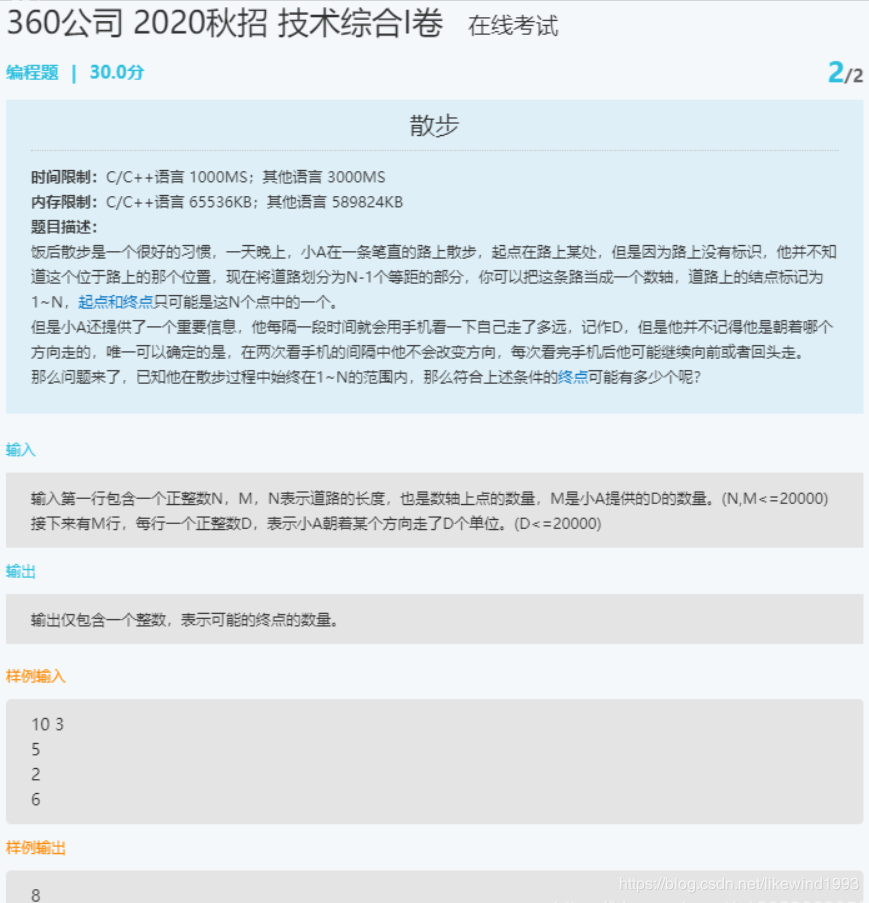 360公司 2020秋招 技术综合I卷 在线考试
编程题 | 30.0分 2/2
散步
时间限制：C/C++语言 1000MS；其他语言 3000MS
内存限制：C/C++语言 65536KB；其他语言 589824KB
题目描述：
饭后散步是一个很好的习惯，一天晚上，小A在一条笔直的路上散步，起点在路上某处，但是因为路上没有标识，他并不知
道这个位于路上的那个位置，现在将道路划分为N-1个等距的部分，你可以把这条路当成一个数轴，道路上的结点标记为
1~N，起点和终点只可能是这N个点中的一个。
但是小A还提供了一个重要信息，他每隔一段时间就会用手机看一下自己走了多远，记作D，但是他并不记得他是朝着哪个
方向走的，唯一可以确定的是，在两次看手机的间隔中他不会改变方向，每次看完手机后他可能继续向前或者回头走。
那么问题来了，已知他在散步过程中始终在1~N的范围内，那么符合上述条件的终点可能有多少个呢?
输入
输入第一行包含一个正整数N，M，N表示道路的长度，也是数轴上点的数量，M是小A提供的D的数量。(N,M<=20000)
接下来有M行，每行一个正整数D，表示小A朝着某个方向走了D个单位。(D<=20000)
输出
输出仅包含一个整数，表示可能的终点的数量。
样例输入
10 3
5
2
6
样例输出
8
https://blog.csdn.net/likewind1993